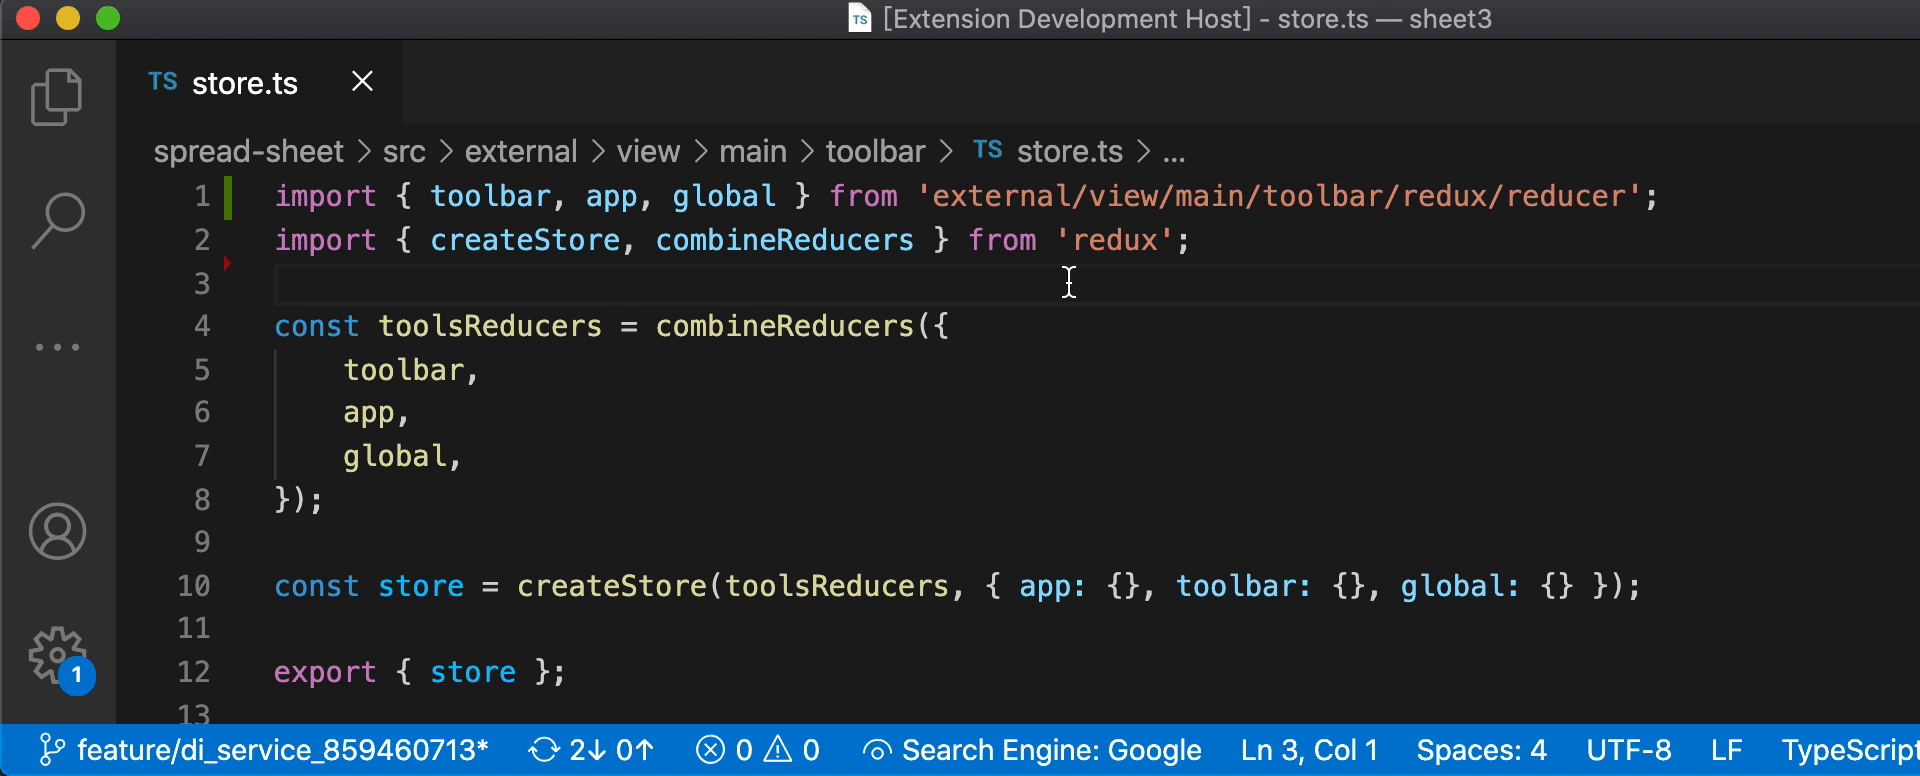 TS [Extension Development Host] - store.ts — sheet3
TS store.ts
spread-sheet > src > external > view > main > toolbar > TS store.ts > ...
1 import { toolbar, app, global } from 'external/view/main/toolbar/redux/reducer';
2 import { createStore, combineReducers } from 'redux';
3
4 const toolsReducers = combineReducers({
5 toolbar,
6 app,
7 global,
8 });
9
10 const store = createStore(toolsReducers, { app: {}, toolbar: {}, global: {} });
11
12 export { store };
13
1
feature/di_service_859460713* 2↓ 0↑ 0 0 Search Engine: Google Ln 3, Col 1 Spaces: 4 UTF-8 LF TypeScript